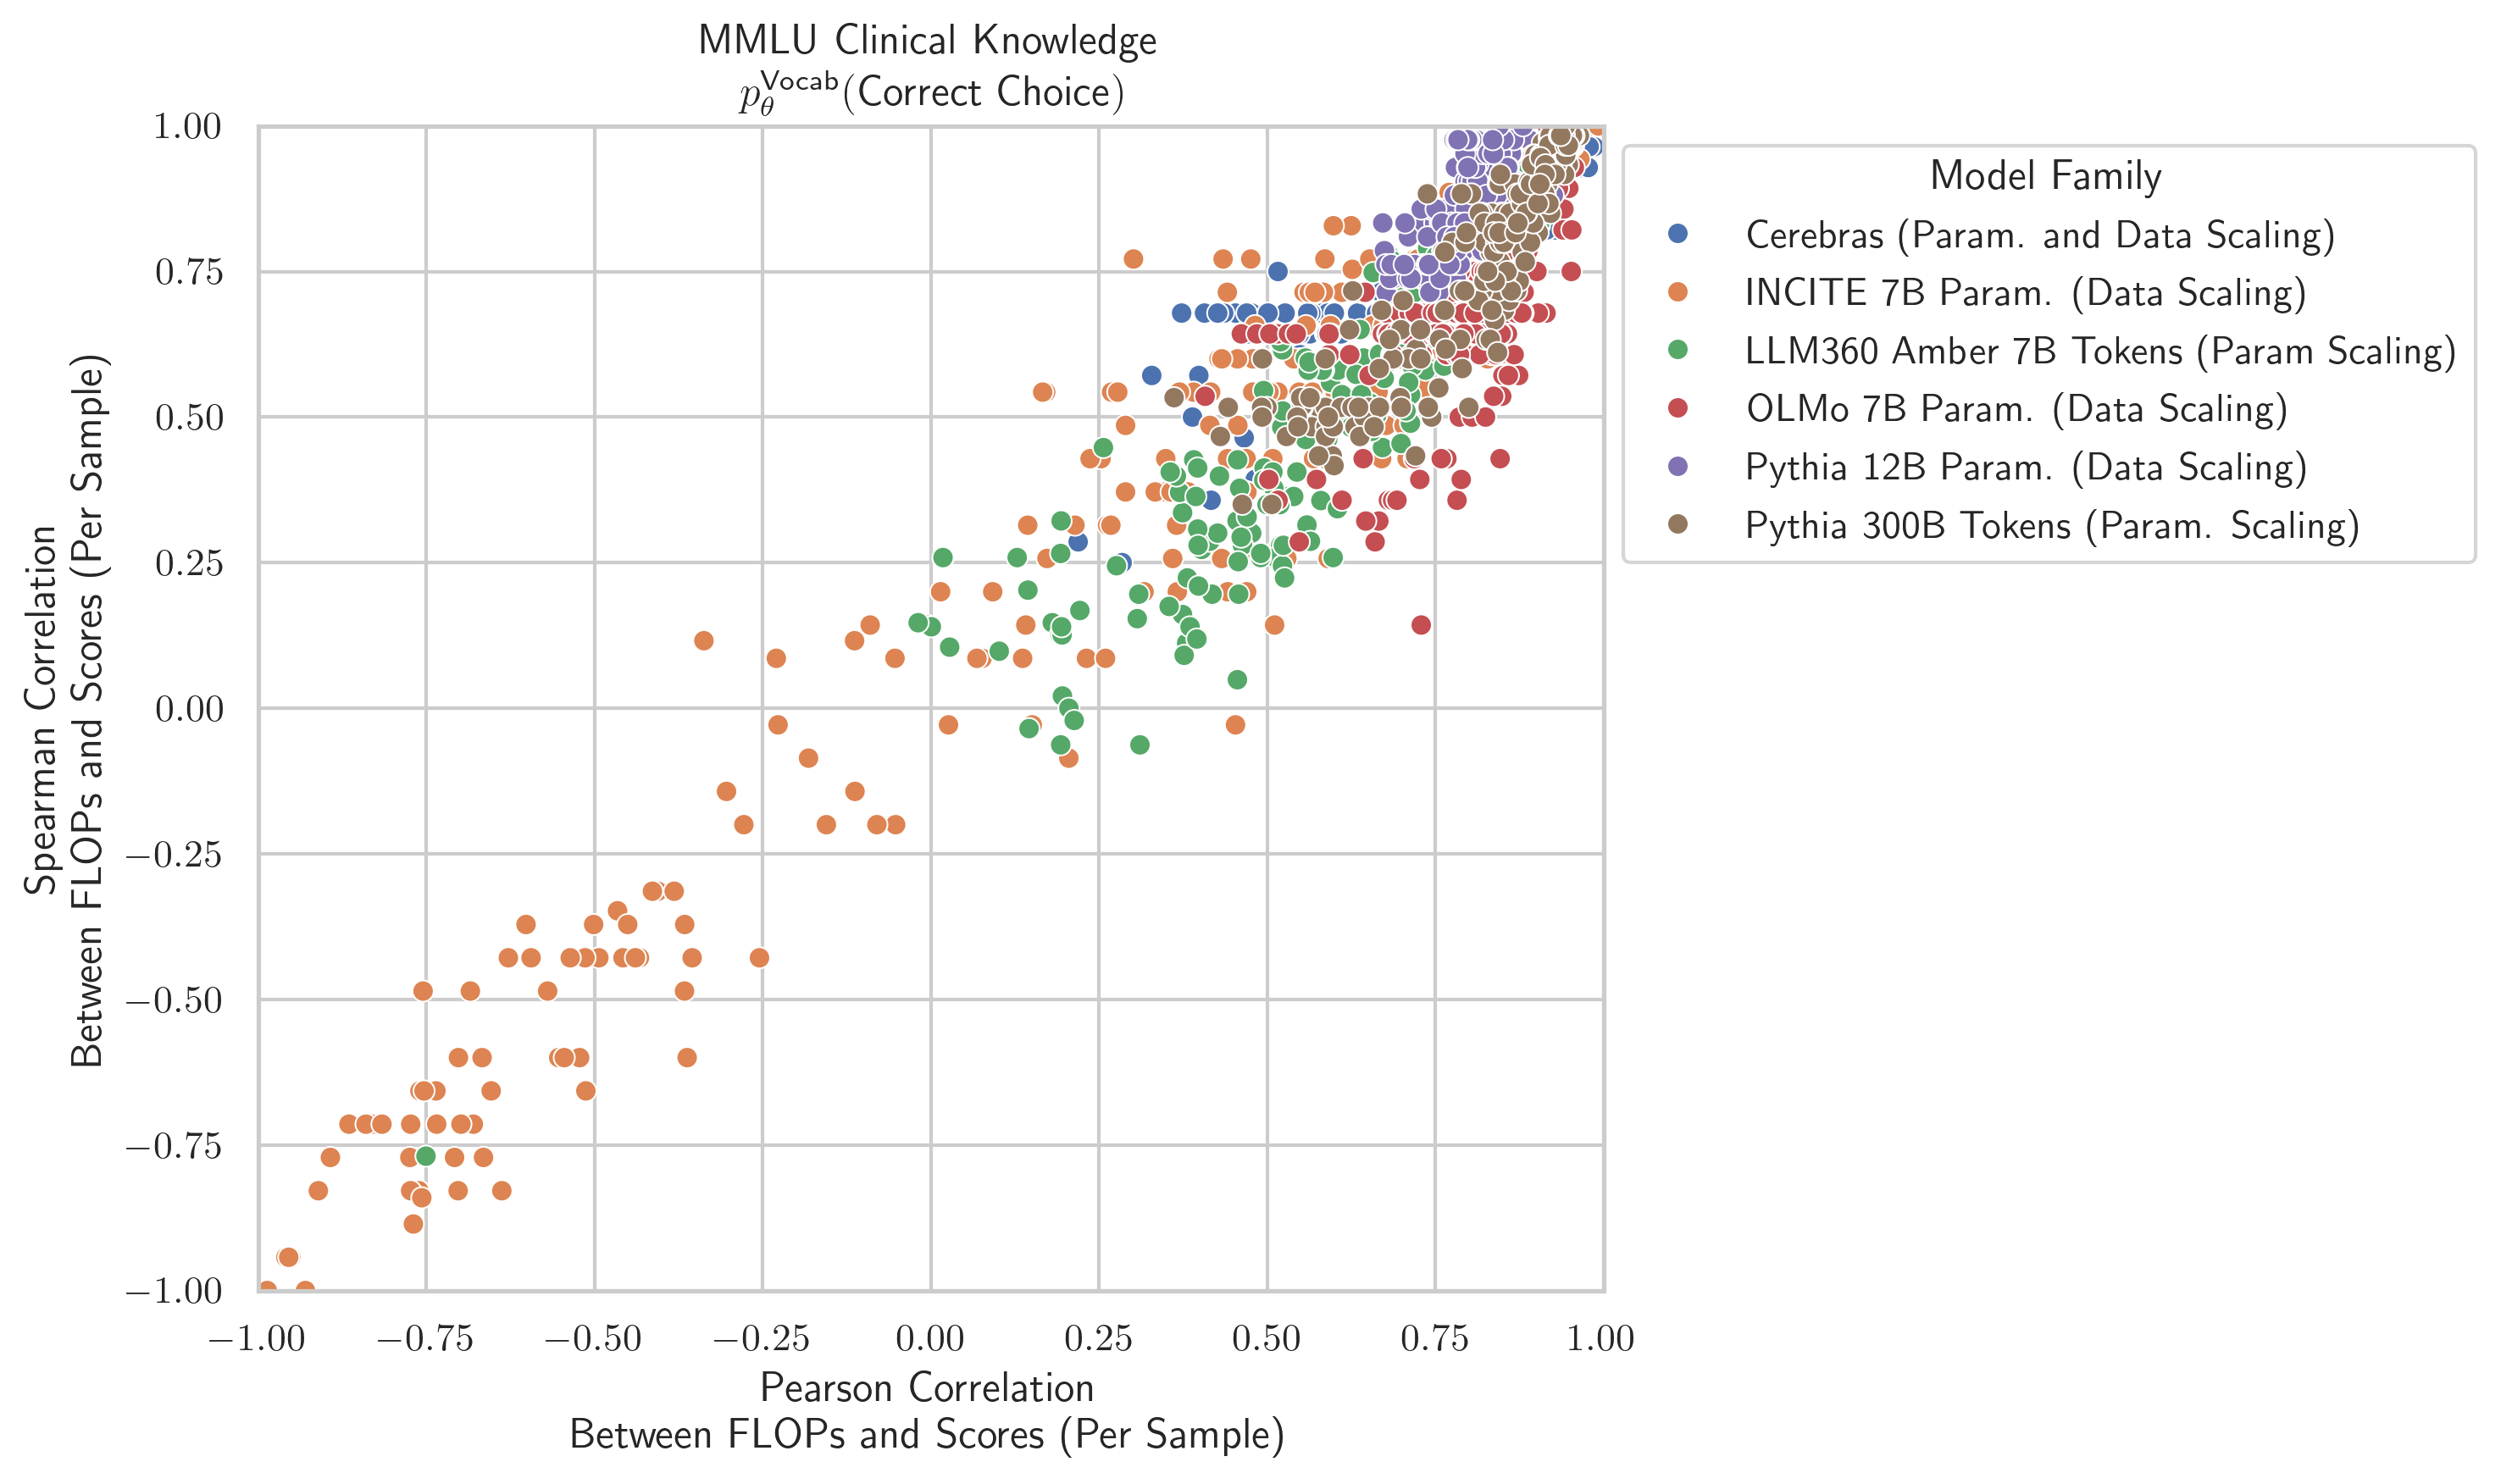 MMLU Clinical Knowledge
p_θ^Vocab(Correct Choice)
1.00
0.75
0.50
0.25
0.00
−0.25
−0.50
−0.75
−1.00
Spearman Correlation
Between FLOPs and Scores (Per Sample)
−1.00 −0.75 −0.50 −0.25 0.00 0.25 0.50 0.75 1.00
Pearson Correlation
Between FLOPs and Scores (Per Sample)
Model Family
Cerebras (Param. and Data Scaling)
INCITE 7B Param. (Data Scaling)
LLM360 Amber 7B Tokens (Param Scaling)
OLMo 7B Param. (Data Scaling)
Pythia 12B Param. (Data Scaling)
Pythia 300B Tokens (Param. Scaling)